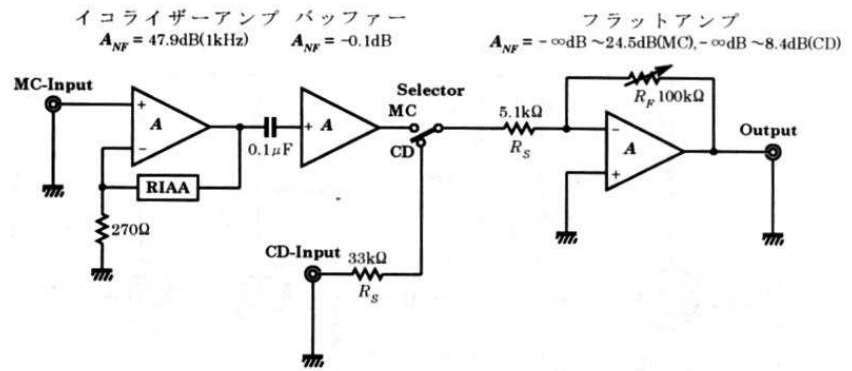 イコライザーアンプ バッファー フラットアンプ
A_NF = 47.9dB(1kHz) A_NF = −0.1dB A_NF = −∞dB～24.5dB(MC), −∞dB～8.4dB(CD)
MC-Input
Selector
MC
CD
+
A
−
0.1μF
+ A
5.1kΩ
R_S
R_F 100kΩ
−
A
+
Output
RIAA
270Ω
CD-Input
33kΩ
R_S